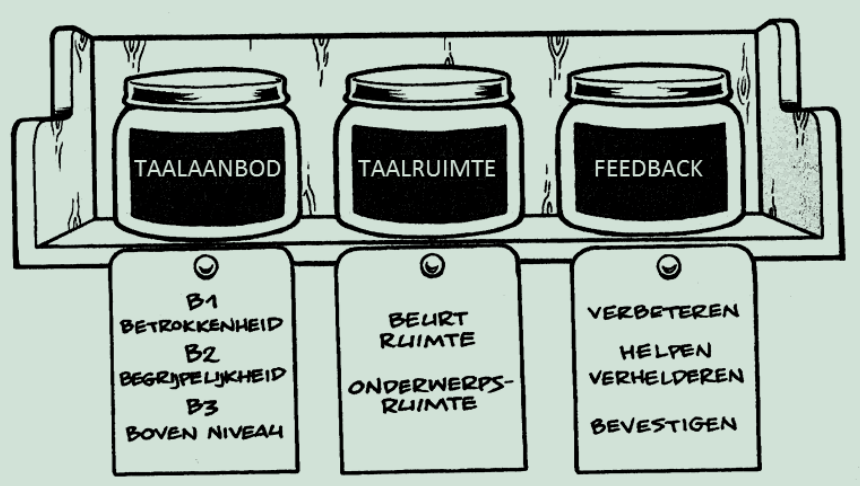 TAALAANBOD
TAALRUIMTE
FEEDBACK
B1
BETROKKENHEID
B2
BEGRIJPELIJKHEID
B3
BOVEN NIVEAU
BEURT
RUIMTE
ONDERWERPS-
RUIMTE
VERBETEREN
HELPEN
VERHELDEREN
BEVESTIGEN